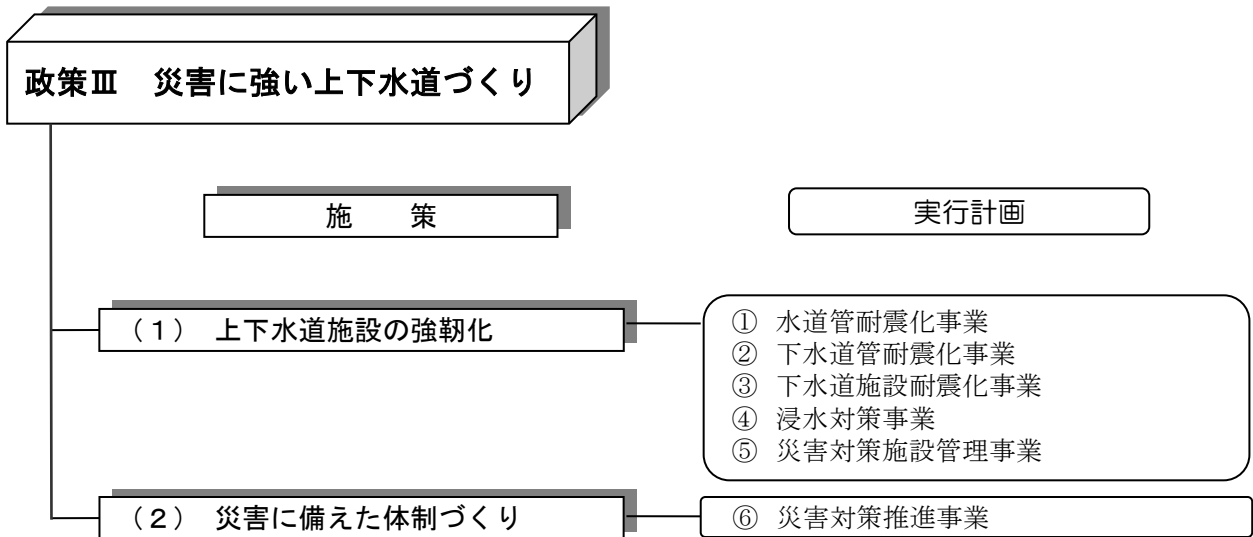 政策Ⅲ　災害に強い上下水道づくり
施　　策
実行計画
（１）　上下水道施設の強靭化
①　水道管耐震化事業
②　下水道管耐震化事業
③　下水道施設耐震化事業
④　浸水対策事業
⑤　災害対策施設管理事業
（２）　災害に備えた体制づくり
⑥　災害対策推進事業